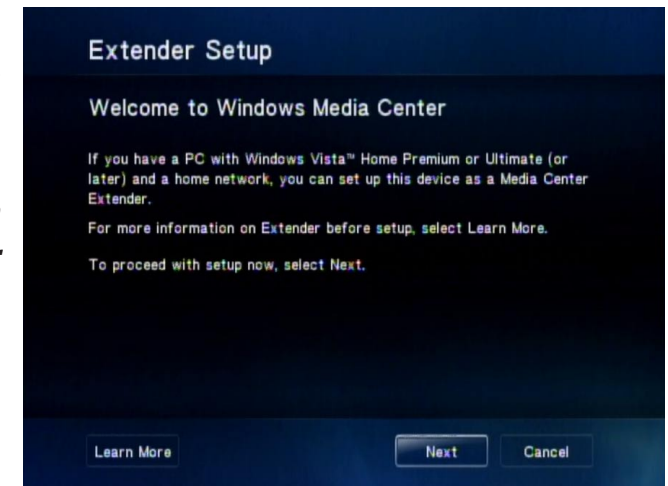 Extender Setup
Welcome to Windows Media Center
If you have a PC with Windows Vista™ Home Premium or Ultimate (or
later) and a home network, you can set up this device as a Media Center
Extender.
For more information on Extender before setup, select Learn More.
To proceed with setup now, select Next.
Learn More
Next
Cancel